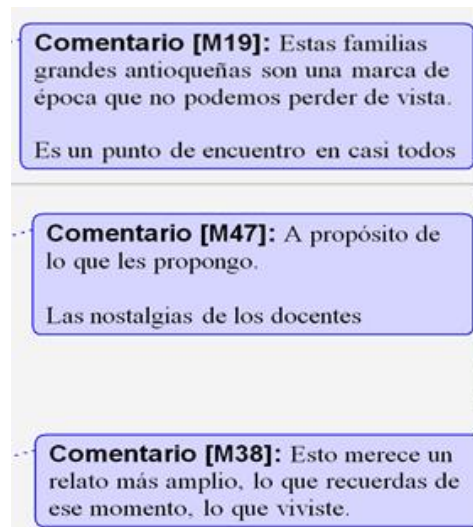 Comentario [M19]: Estas familias
grandes antioqueñas son una marca de
época que no podemos perder de vista.
Es un punto de encuentro en casi todos
Comentario [M47]: A propósito de
lo que les propongo.
Las nostalgias de los docentes
Comentario [M38]: Esto merece un
relato más amplio, lo que recuerdas de
ese momento, lo que viviste.